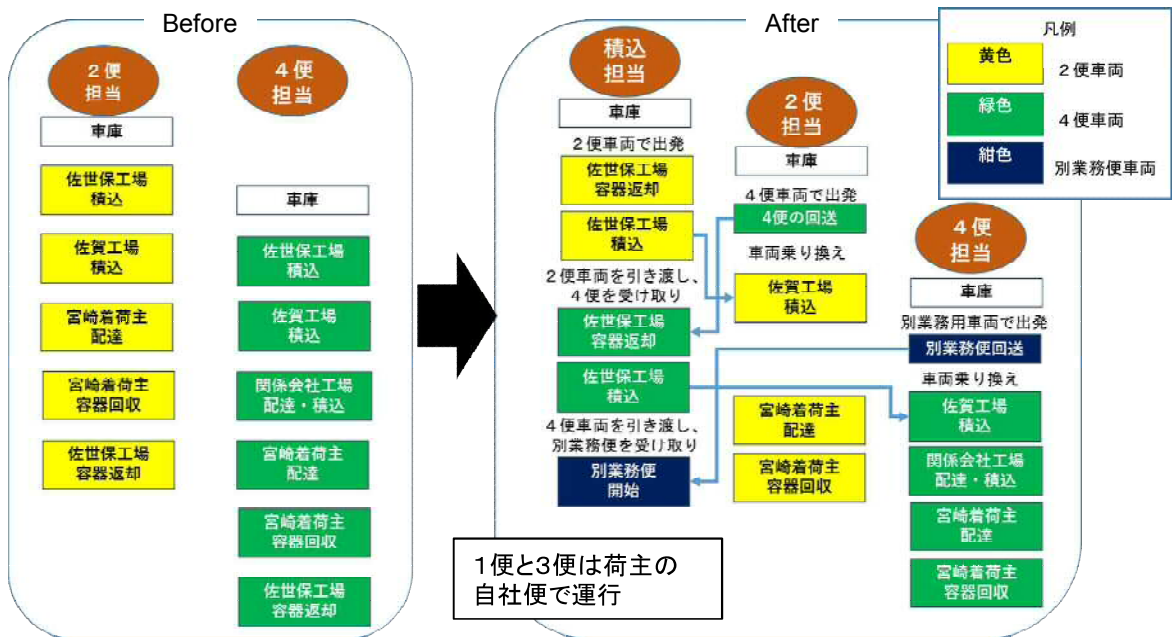 Before
2便
担当
車庫
佐世保工場
積込
佐賀工場
積込
宮崎着荷主
配達
宮崎着荷主
容器回収
佐世保工場
容器返却
4便
担当
車庫
佐世保工場
積込
佐賀工場
積込
関係会社工場
配達・積込
宮崎着荷主
配達
宮崎着荷主
容器回収
佐世保工場
容器返却
After
積込
担当
車庫
2便車両で出発
佐世保工場
容器返却
佐世保工場
積込
2便車両を引き渡し、
4便を受け取り
佐世保工場
容器返却
佐世保工場
積込
4便車両を引き渡し、
別業務便を受け取り
別業務便
開始
2便
担当
車庫
4便車両で出発
4便の回送
車両乗り換え
佐賀工場
積込
宮崎着荷主
配達
宮崎着荷主
容器回収
4便
担当
車庫
別業務用車両で出発
別業務便回送
車両乗り換え
佐賀工場
積込
関係会社工場
配達・積込
宮崎着荷主
配達
宮崎着荷主
容器回収
凡例
黄色
2便車両
緑色
4便車両
紺色
別業務便車両
1便と3便は荷主の
自社便で運行